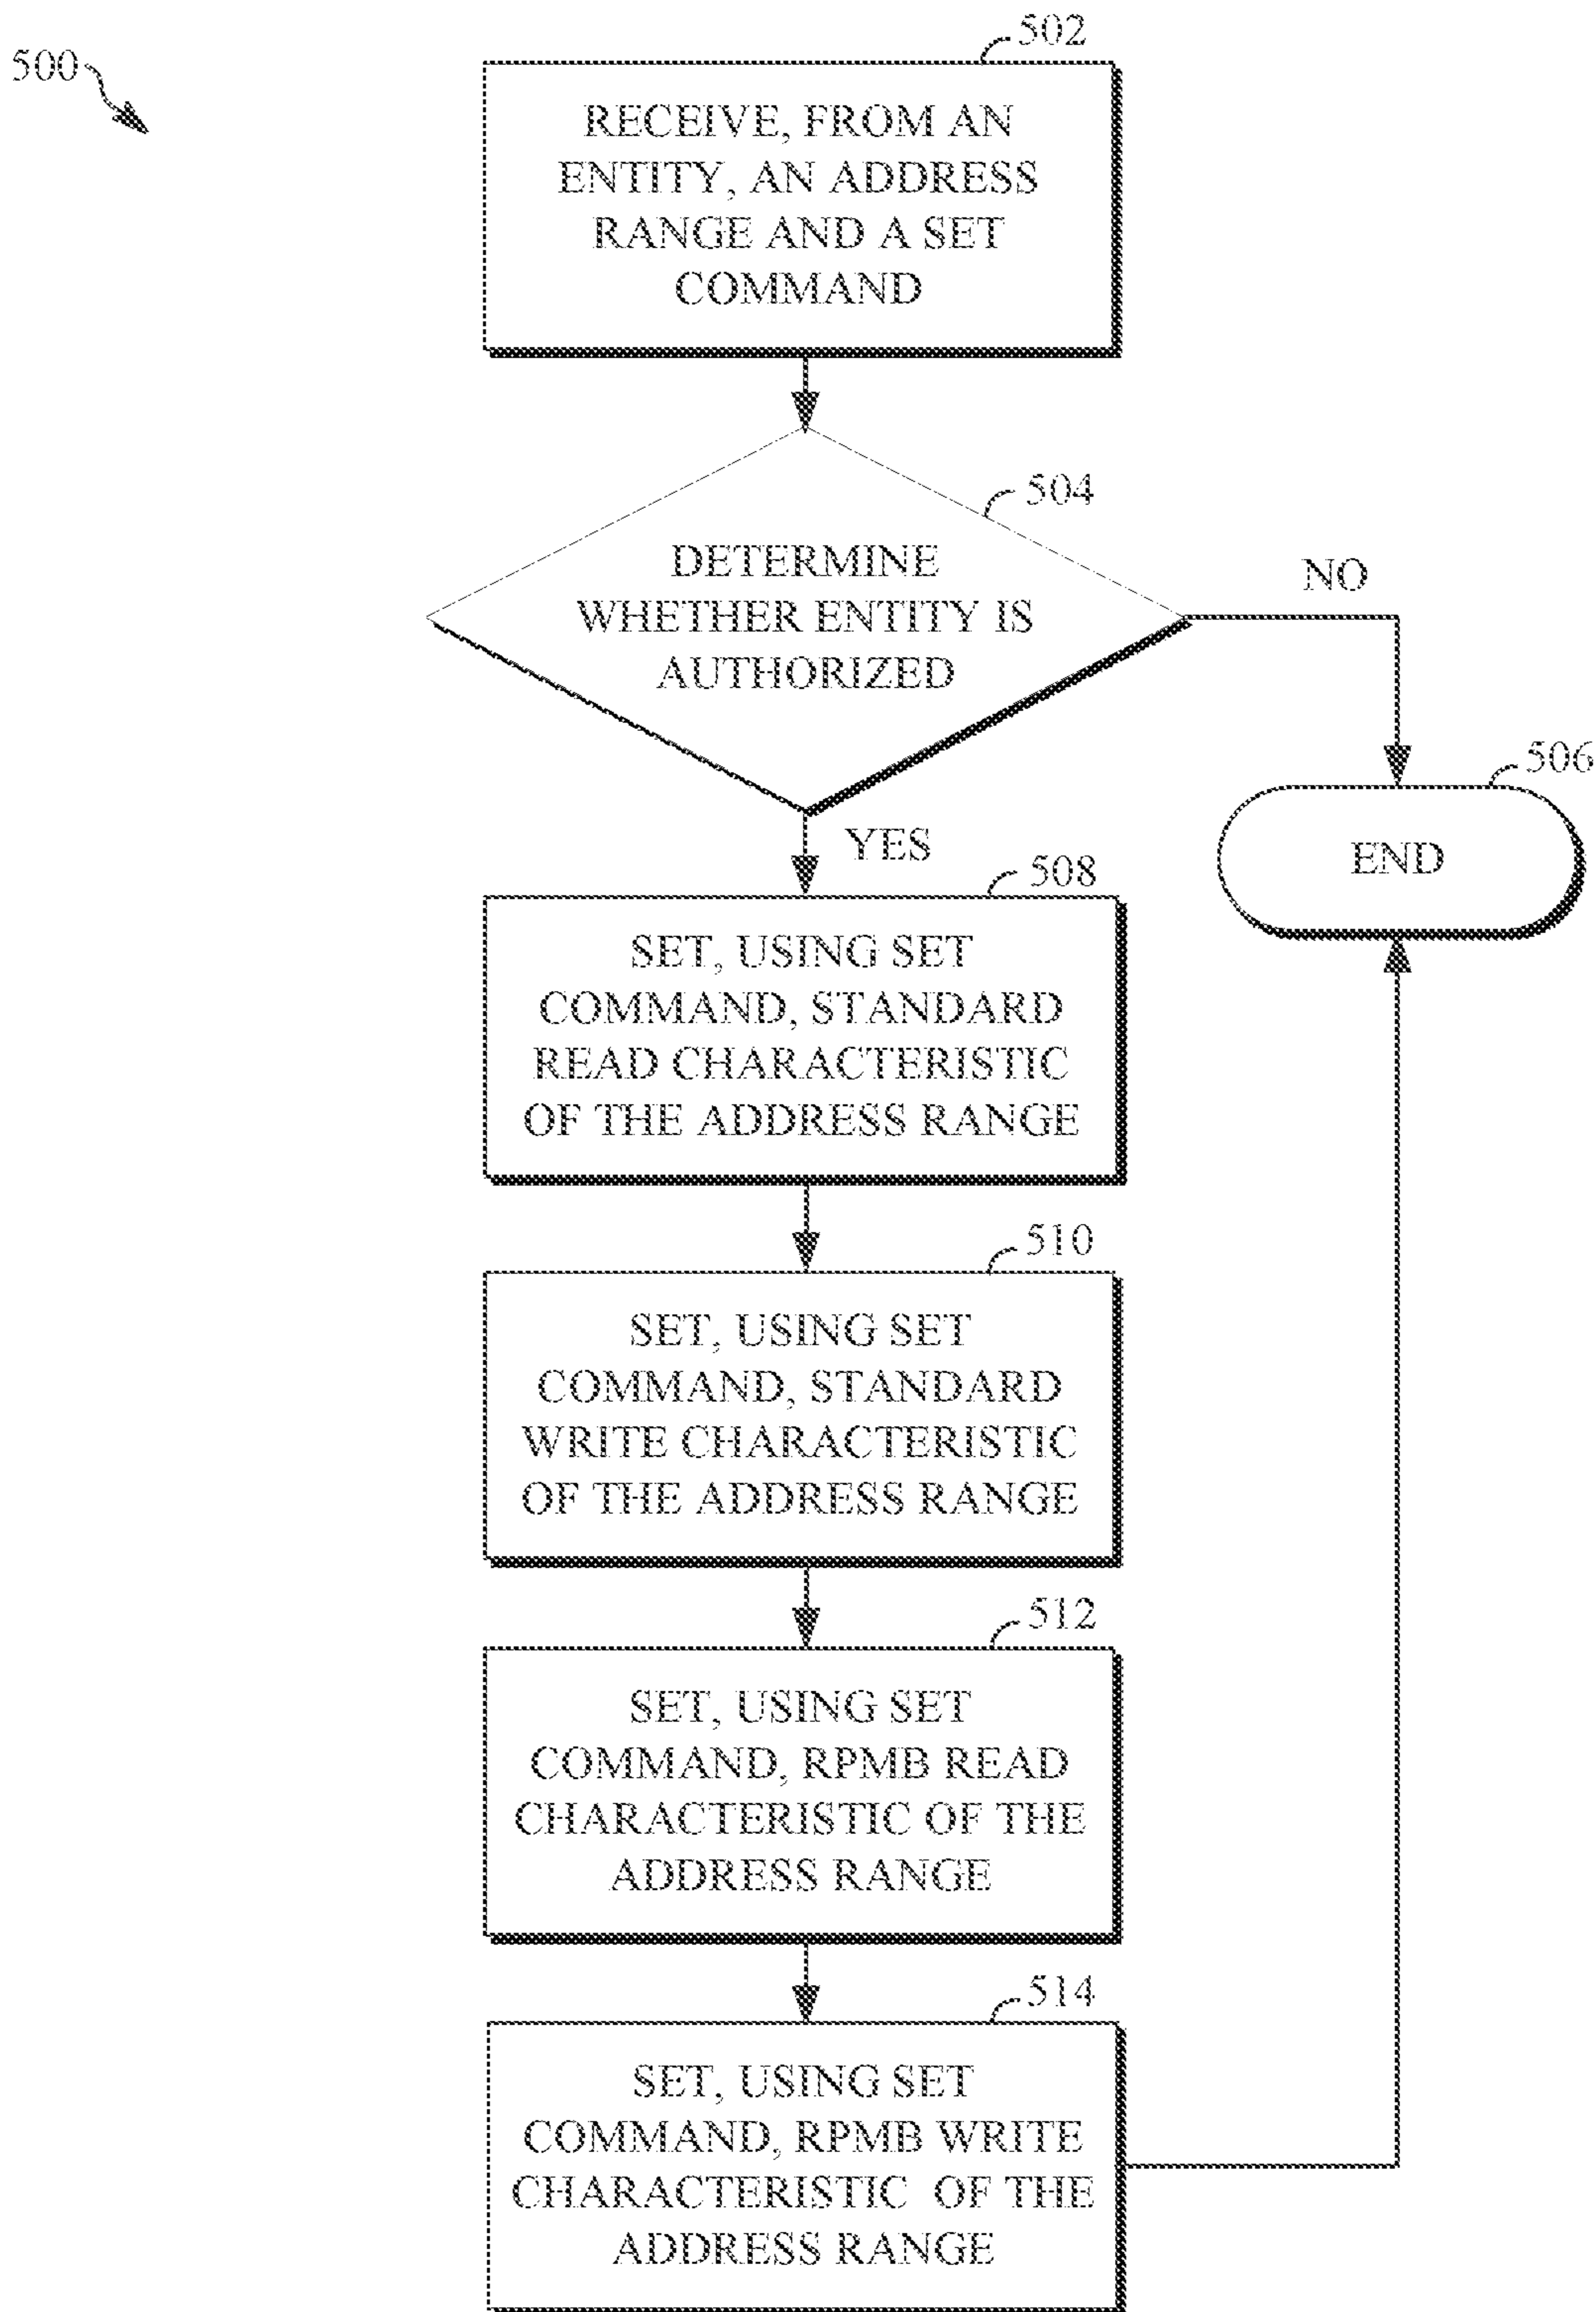 500
502
RECEIVE, FROM AN
ENTITY, AN ADDRESS
RANGE AND A SET
COMMAND
504
DETERMINE
WHETHER ENTITY IS
AUTHORIZED
NO
YES
506
END
508
SET, USING SET
COMMAND, STANDARD
READ CHARACTERISTIC
OF THE ADDRESS RANGE
510
SET, USING SET
COMMAND, STANDARD
WRITE CHARACTERISTIC
OF THE ADDRESS RANGE
512
SET, USING SET
COMMAND, RPMB READ
CHARACTERISTIC OF THE
ADDRESS RANGE
514
SET, USING SET
COMMAND, RPMB WRITE
CHARACTERISTIC OF THE
ADDRESS RANGE